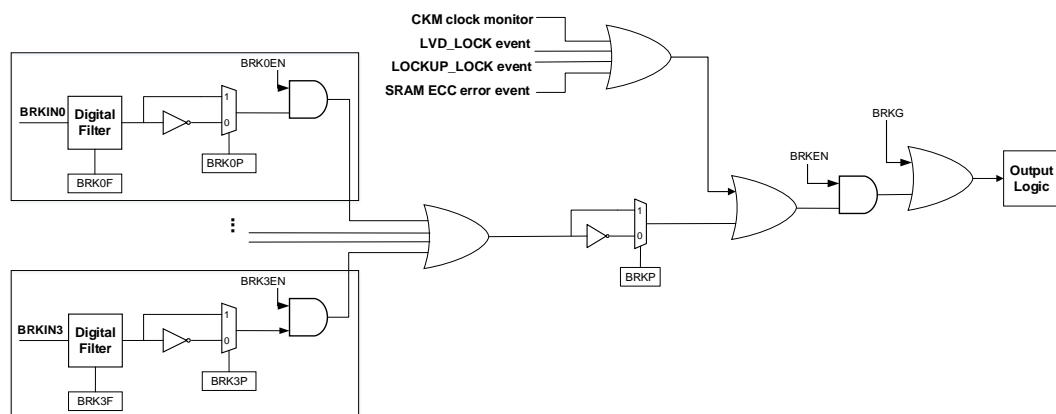 CKM clock monitor
LVD_LOCK event
LOCKUP_LOCK event
SRAM ECC error event
BRK0EN
BRKIN0
Digital
Filter
1
0
BRK0P
BRK0F
...
BRKG
BRKEN
Output
Logic
1
0
BRKP
BRK3EN
BRKIN3
Digital
Filter
1
0
BRK3P
BRK3F